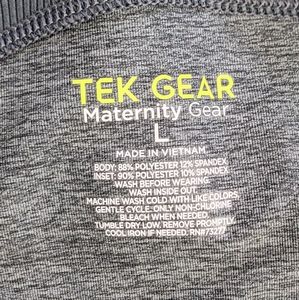 TEK GEAR
Maternity Gear
L
MADE IN VIETNAM
BODY: 88% POLYESTER 12% SPANDEX
INSET: 90% POLYESTER 10% SPANDEX
WASH BEFORE WEARING
WASH INSIDE OUT
MACHINE WASH COLD WITH LIKE COLORS
GENTLE CYCLE. ONLY NON-CHLORINE
BLEACH WHEN NEEDED.
TUMBLE DRY LOW. REMOVE PROMPTLY.
COOL IRON IF NEEDED. RN#73277